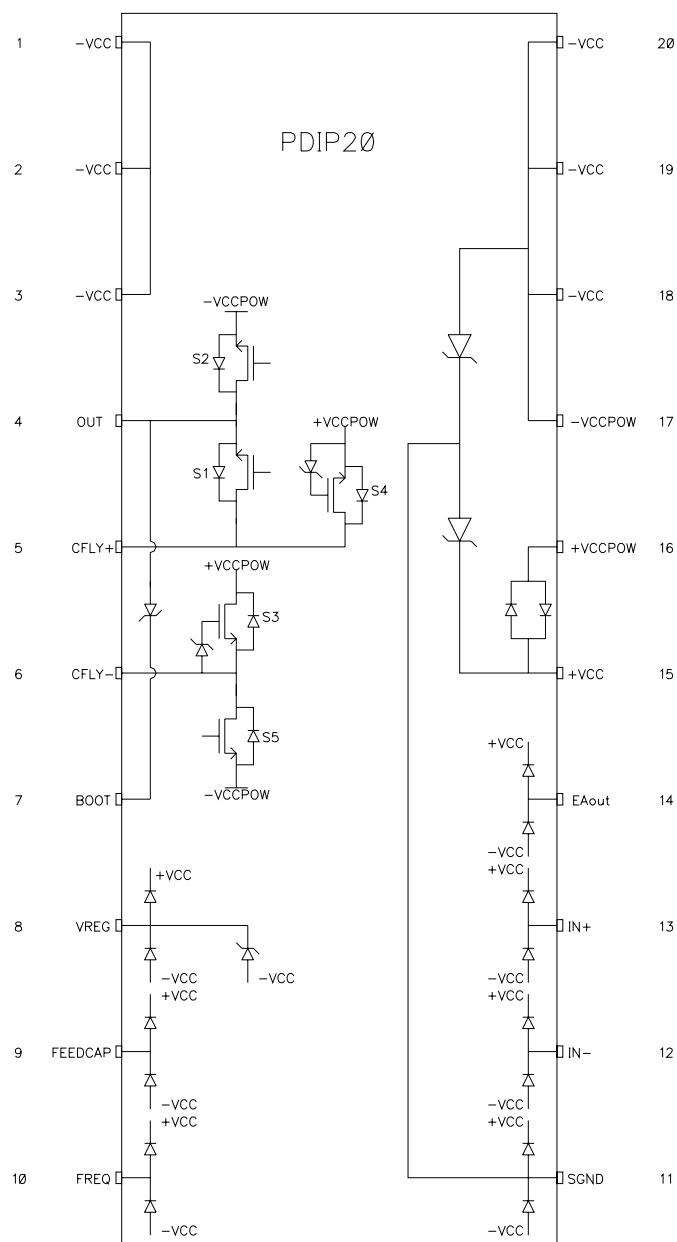 1 -VCC -VCC 20
PDIP20
2 -VCC -VCC 19
3 -VCC -VCC 18
-VCCPOW
S2
4 OUT -VCCPOW 17
+VCCPOW
S1
S4
5 CFLY+ +VCCPOW 16
+VCCPOW
S3
6 CFLY- +VCC 15
S5
+VCC
-VCCPOW
7 BOOT EAout 14
-VCC
+VCC +VCC
8 VREG IN+ 13
-VCC -VCC -VCC
+VCC +VCC
9 FEEDCAP IN- 12
-VCC -VCC
+VCC +VCC
10 FREQ SGND 11
-VCC -VCC